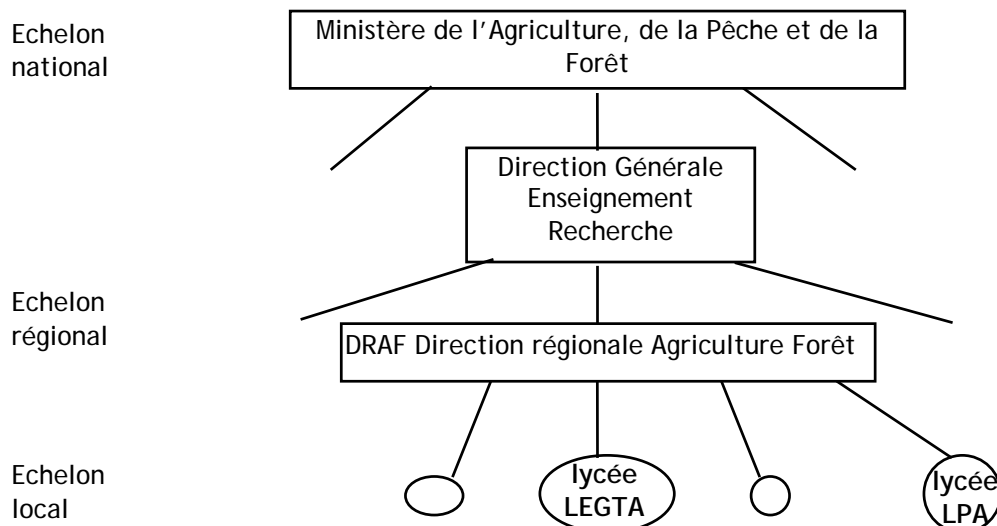 Echelon
national
Ministère de l'Agriculture, de la Pêche et de la
Forêt
Direction Générale
Enseignement
Recherche
Echelon
régional
DRAF Direction régionale Agriculture Forêt
Echelon
local
lycée
LEGTA
lycée
LPA